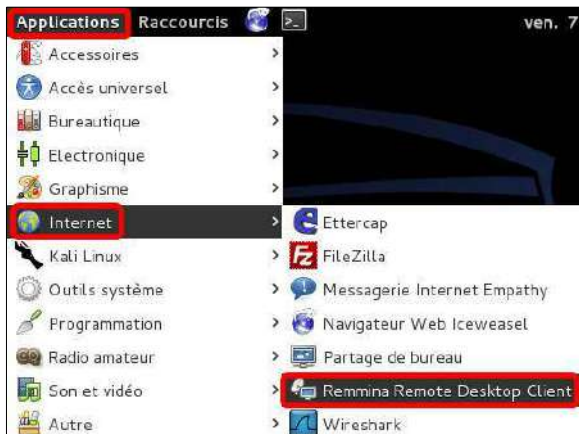 Applications Raccourcis ven. 7
Accessoires
Accès universel
Bureautique
Electronique
Graphisme
Internet
Kali Linux
Outils système
Programmation
Radio amateur
Son et vidéo
Autre
Ettercap
FileZilla
Messagerie Internet Empathy
Navigateur Web Iceweasel
Partage de bureau
Remmina Remote Desktop Client
Wireshark